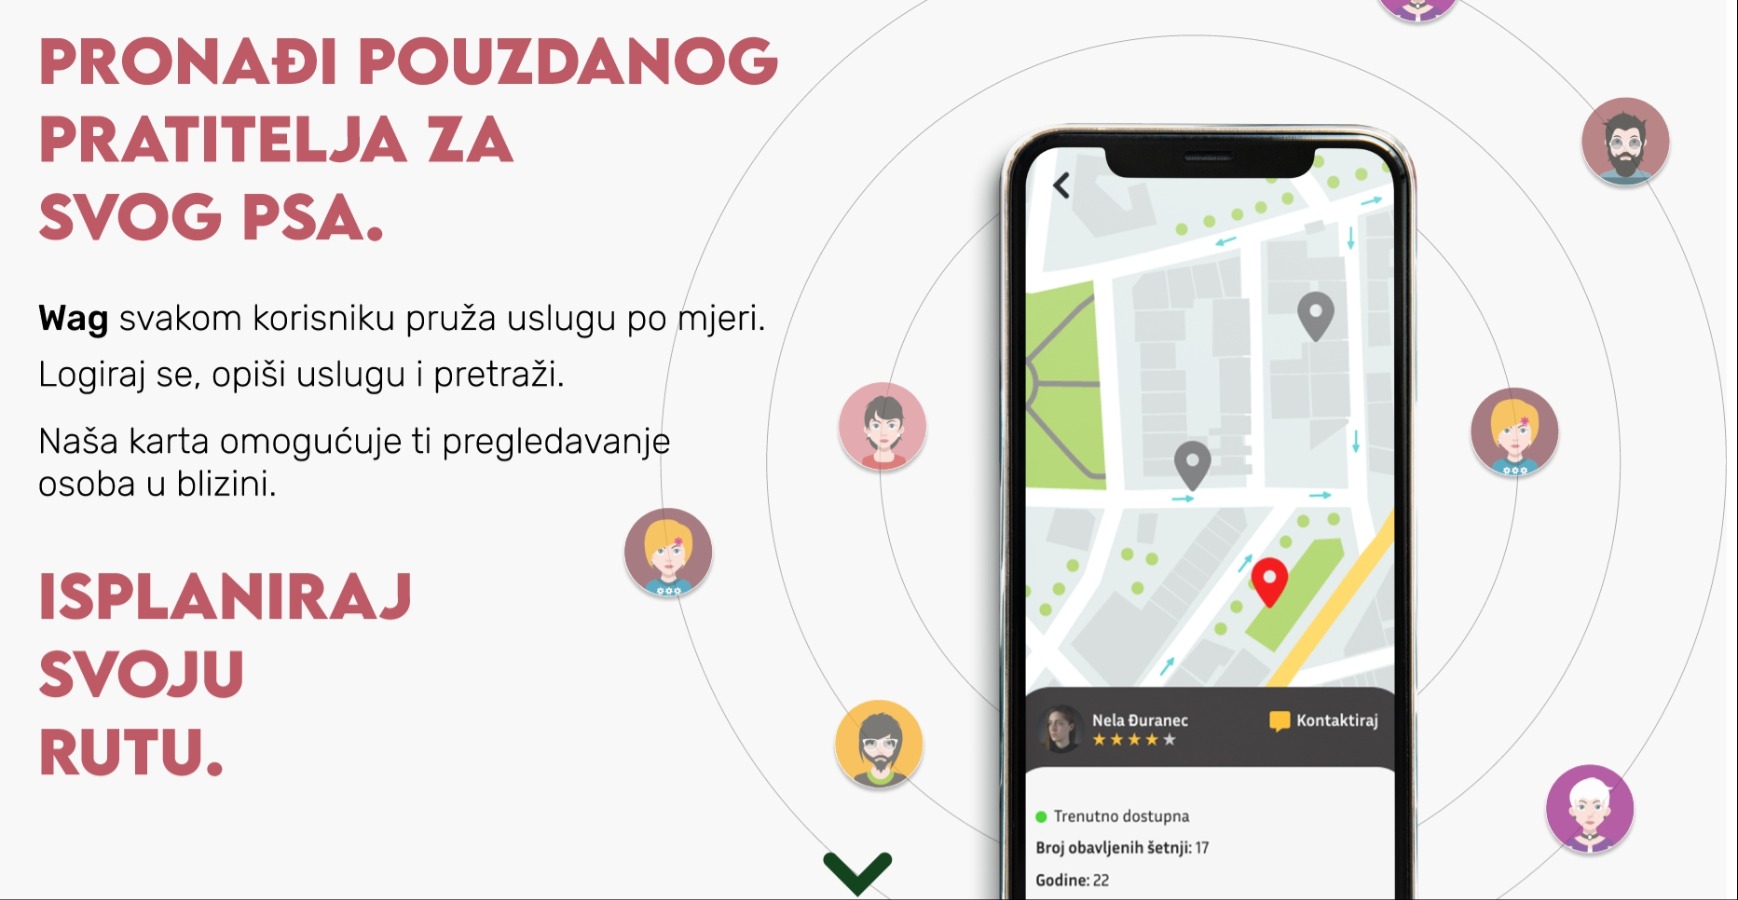 PRONAĐI POUZDANOG
PRATITELJA ZA
SVOG PSA.
Wag svakom korisniku pruža uslugu po mjeri.
Logiraj se, opiši uslugu i pretraži.
Naša karta omogućuje ti pregledavanje
osoba u blizini.
ISPLANIRAJ
SVOJU
RUTU.
Nela Đuranec
Kontaktiraj
Trenutno dostupna
Broj obavljenih šetnji: 17
Godine: 22